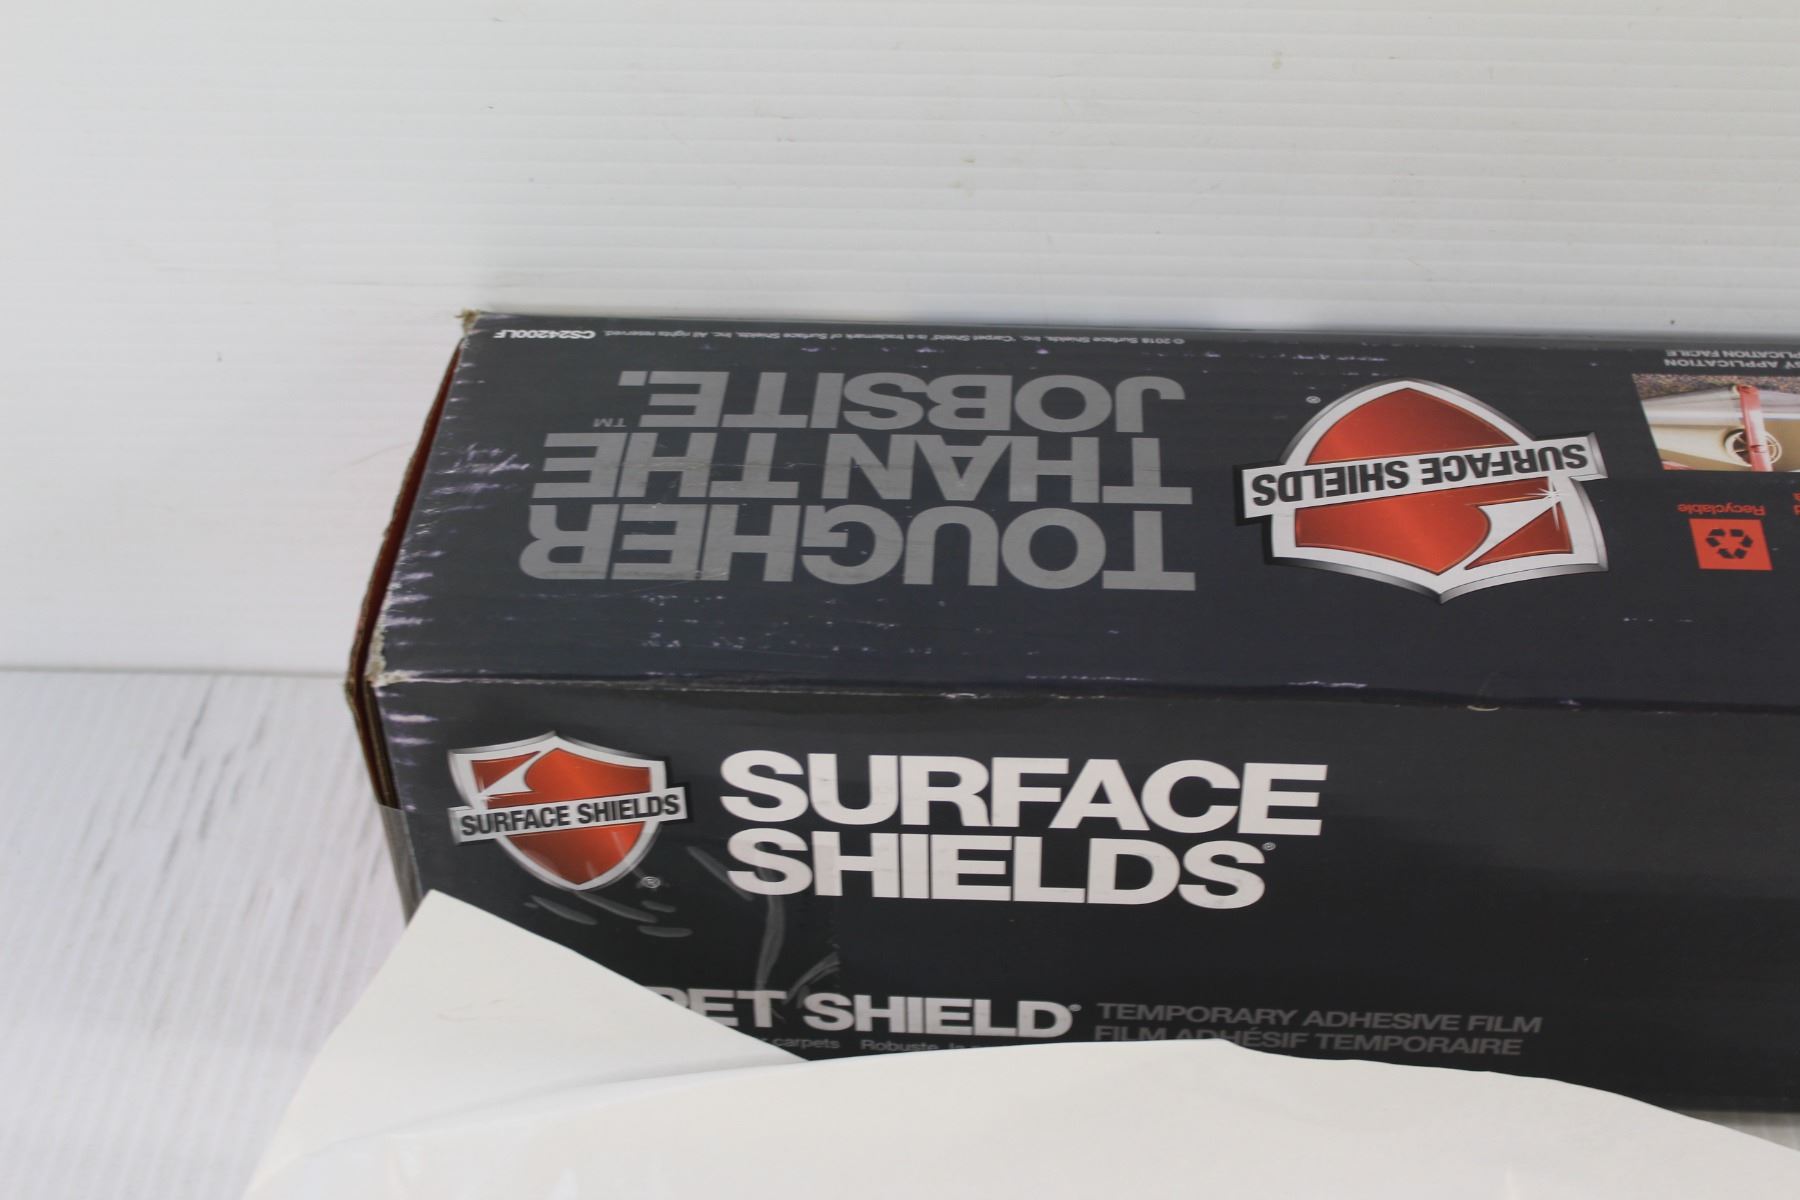 CS24200LF
© 2018 Surface Shields, Inc. "Carpet Shield" is a trademark of Surface Shields, Inc. All rights reserved.
TOUGHER
THAN THE
JOBSITE.™
SURFACE SHIELDS
®
APPLICATION
APPLICATION FACILE
Recyclable
SURFACE SHIELDS
®
SURFACE
SHIELDS®
PET SHIELD®
TEMPORARY ADHESIVE FILM
FILM ADHÉSIF TEMPORAIRE
carpets Robuste